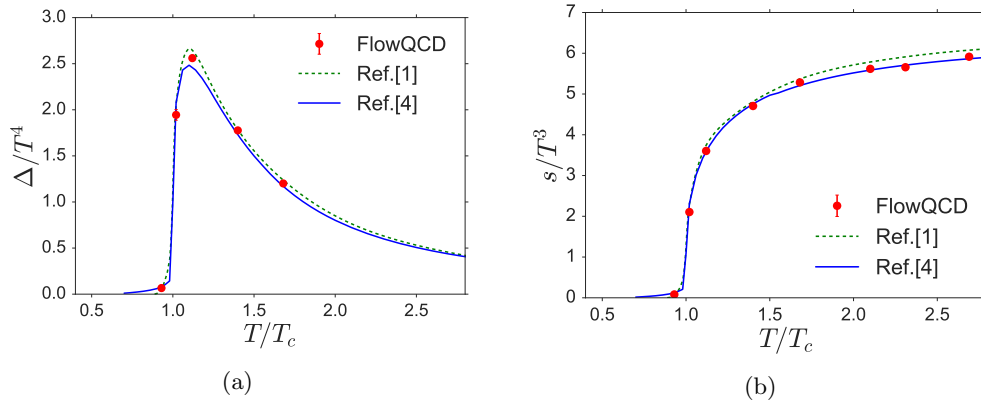 3.0
2.5
2.0
1.5
1.0
0.5
0.0
Δ/T⁴
FlowQCD
Ref.[1]
Ref.[4]
0.5 1.0 1.5 2.0 2.5
T/T_c
(a)
7
6
5
4
3
2
1
0
s/T³
FlowQCD
Ref.[1]
Ref.[4]
0.5 1.0 1.5 2.0 2.5
T/T_c
(b)